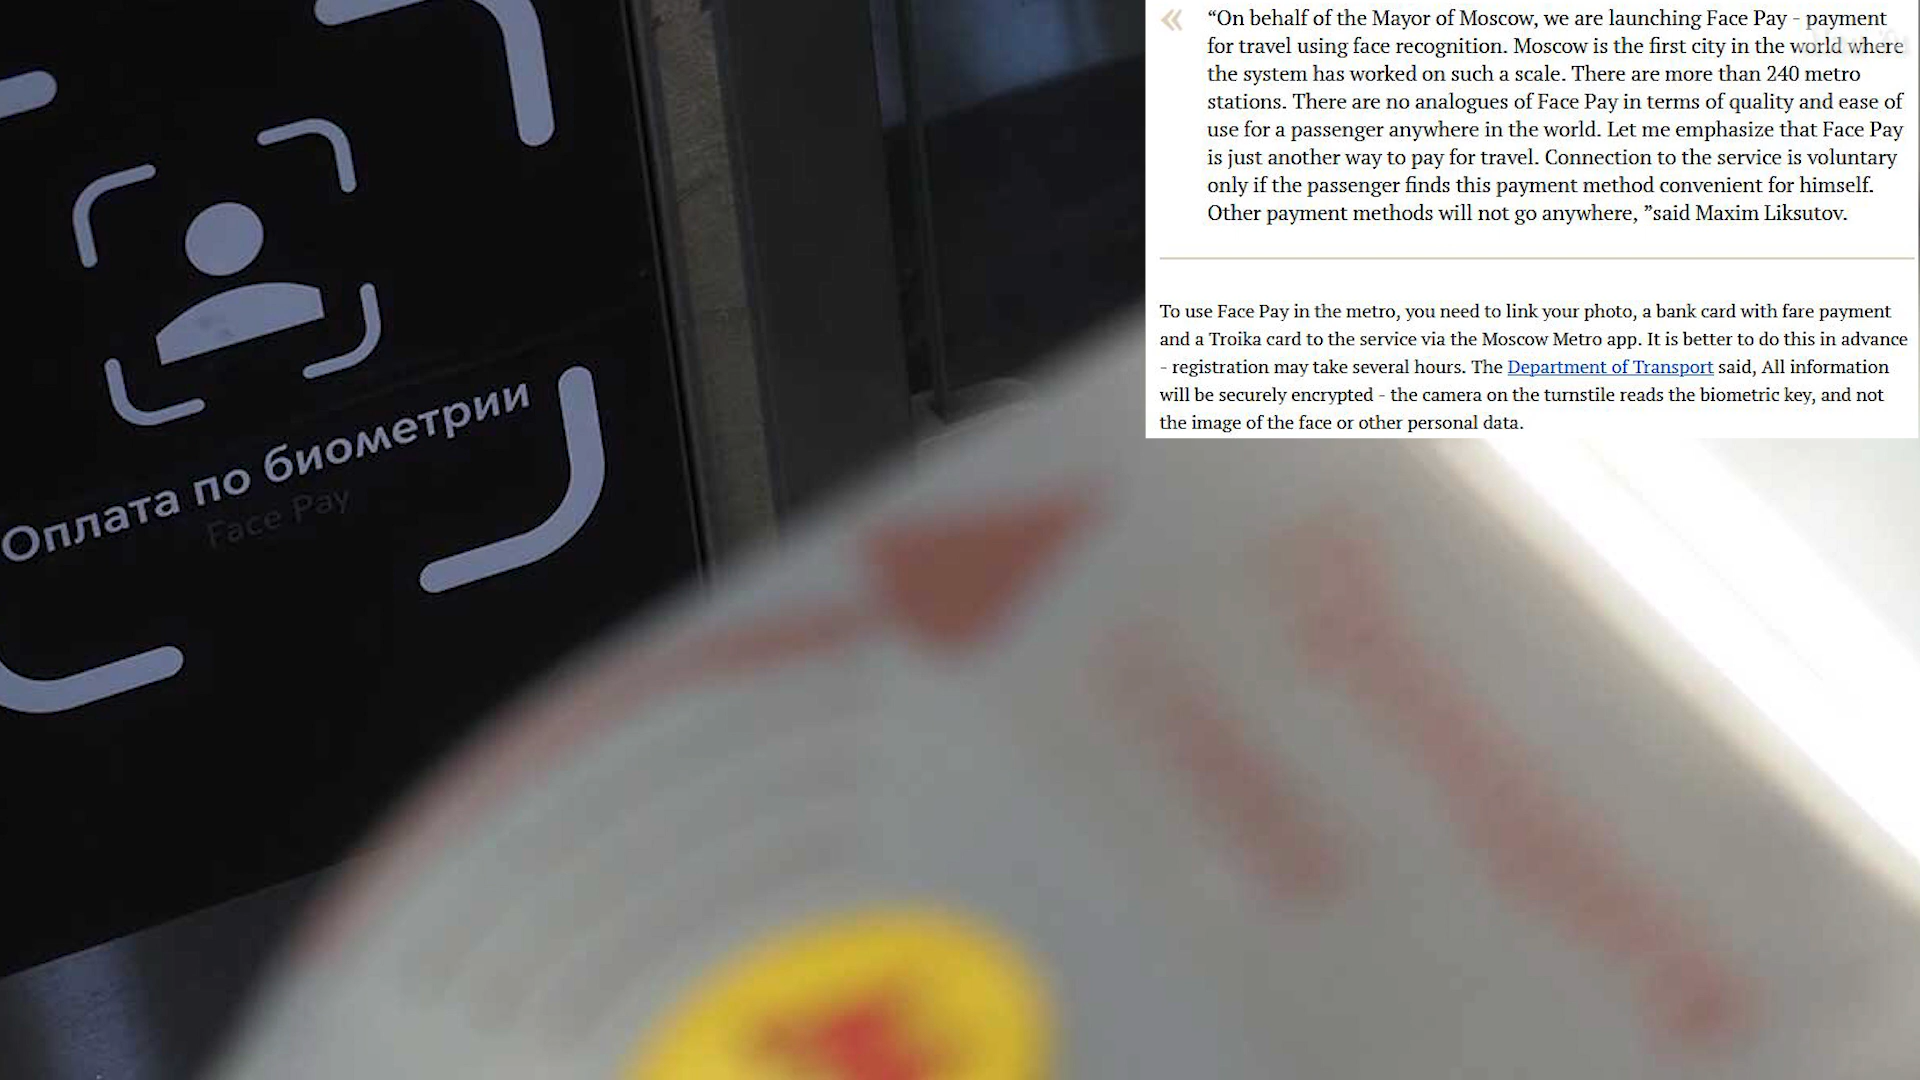 “On behalf of the Mayor of Moscow, we are launching Face Pay - payment
for travel using face recognition. Moscow is the first city in the world where
the system has worked on such a scale. There are more than 240 metro
stations. There are no analogues of Face Pay in terms of quality and ease of
use for a passenger anywhere in the world. Let me emphasize that Face Pay
is just another way to pay for travel. Connection to the service is voluntary
only if the passenger finds this payment method convenient for himself.
Other payment methods will not go anywhere, ”said Maxim Liksutov.
To use Face Pay in the metro, you need to link your photo, a bank card with fare payment
and a Troika card to the service via the Moscow Metro app. It is better to do this in advance
- registration may take several hours. The Department of Transport said, All information
will be securely encrypted - the camera on the turnstile reads the biometric key, and not
the image of the face or other personal data.
Оплата по биометрии
Face Pay